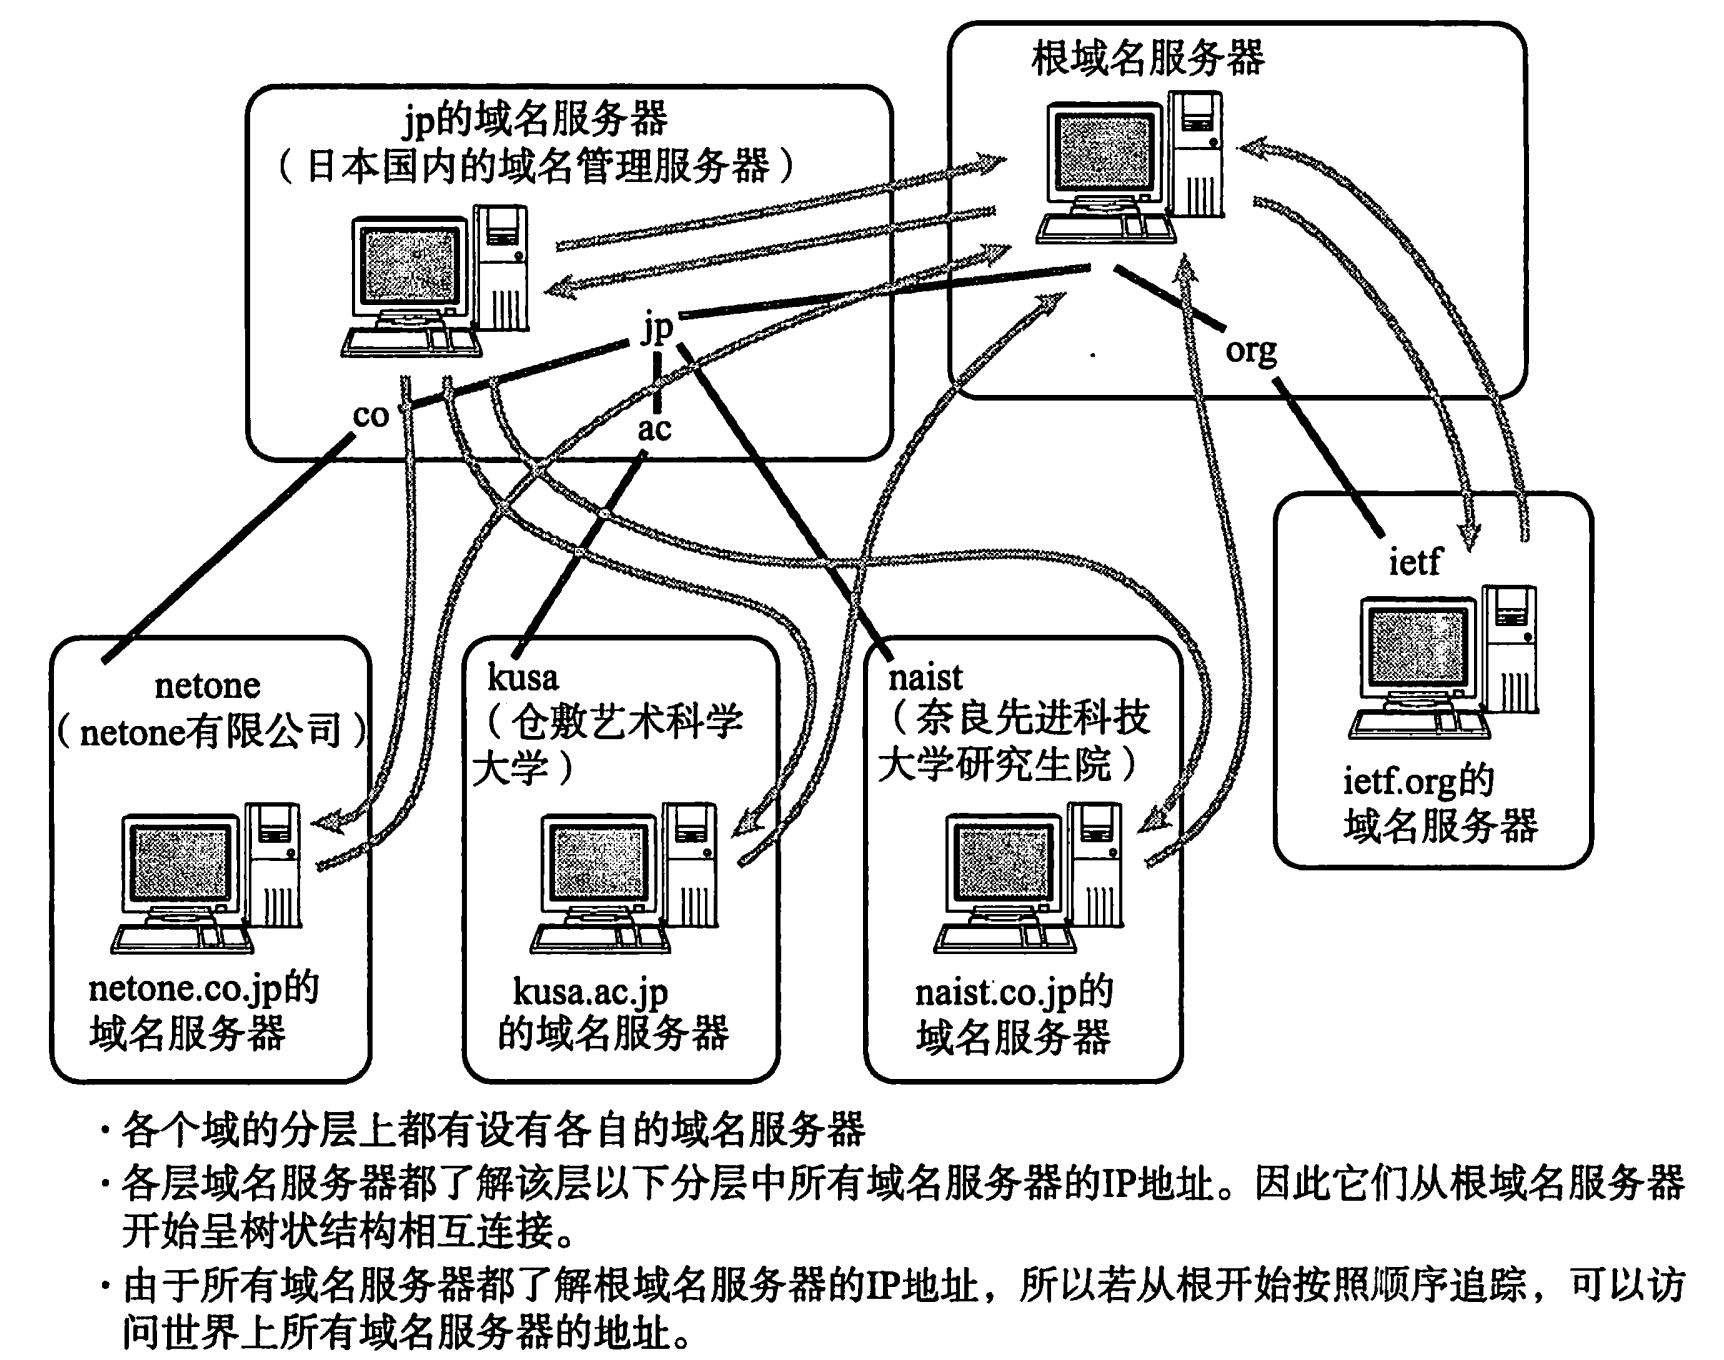 根域名服务器
jp的域名服务器
（日本国内的域名管理服务器）
jp
org
co
ac
ietf
ietf.org的
域名服务器
netone
（netone有限公司）
netone.co.jp的
域名服务器
kusa
（仓敷艺术科学
大学）
kusa.ac.jp
的域名服务器
naist
（奈良先进科技
大学研究生院）
naist.co.jp的
域名服务器
·各个域的分层上都有设有各自的域名服务器
·各层域名服务器都了解该层以下分层中所有域名服务器的IP地址。因此它们从根域名服务器
开始呈树状结构相互连接。
·由于所有域名服务器都了解根域名服务器的IP地址，所以若从根开始按照顺序追踪，可以访
问世界上所有域名服务器的地址。